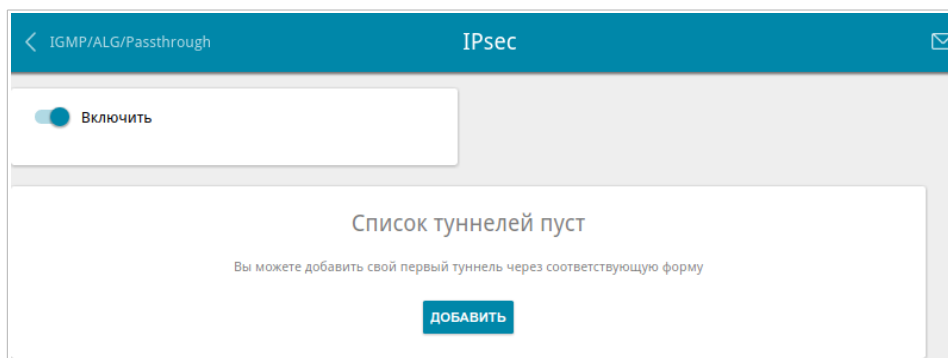 IGMP/ALG/Passthrough
IPsec
Включить
Список туннелей пуст
Вы можете добавить свой первый туннель через соответствующую форму
ДОБАВИТЬ